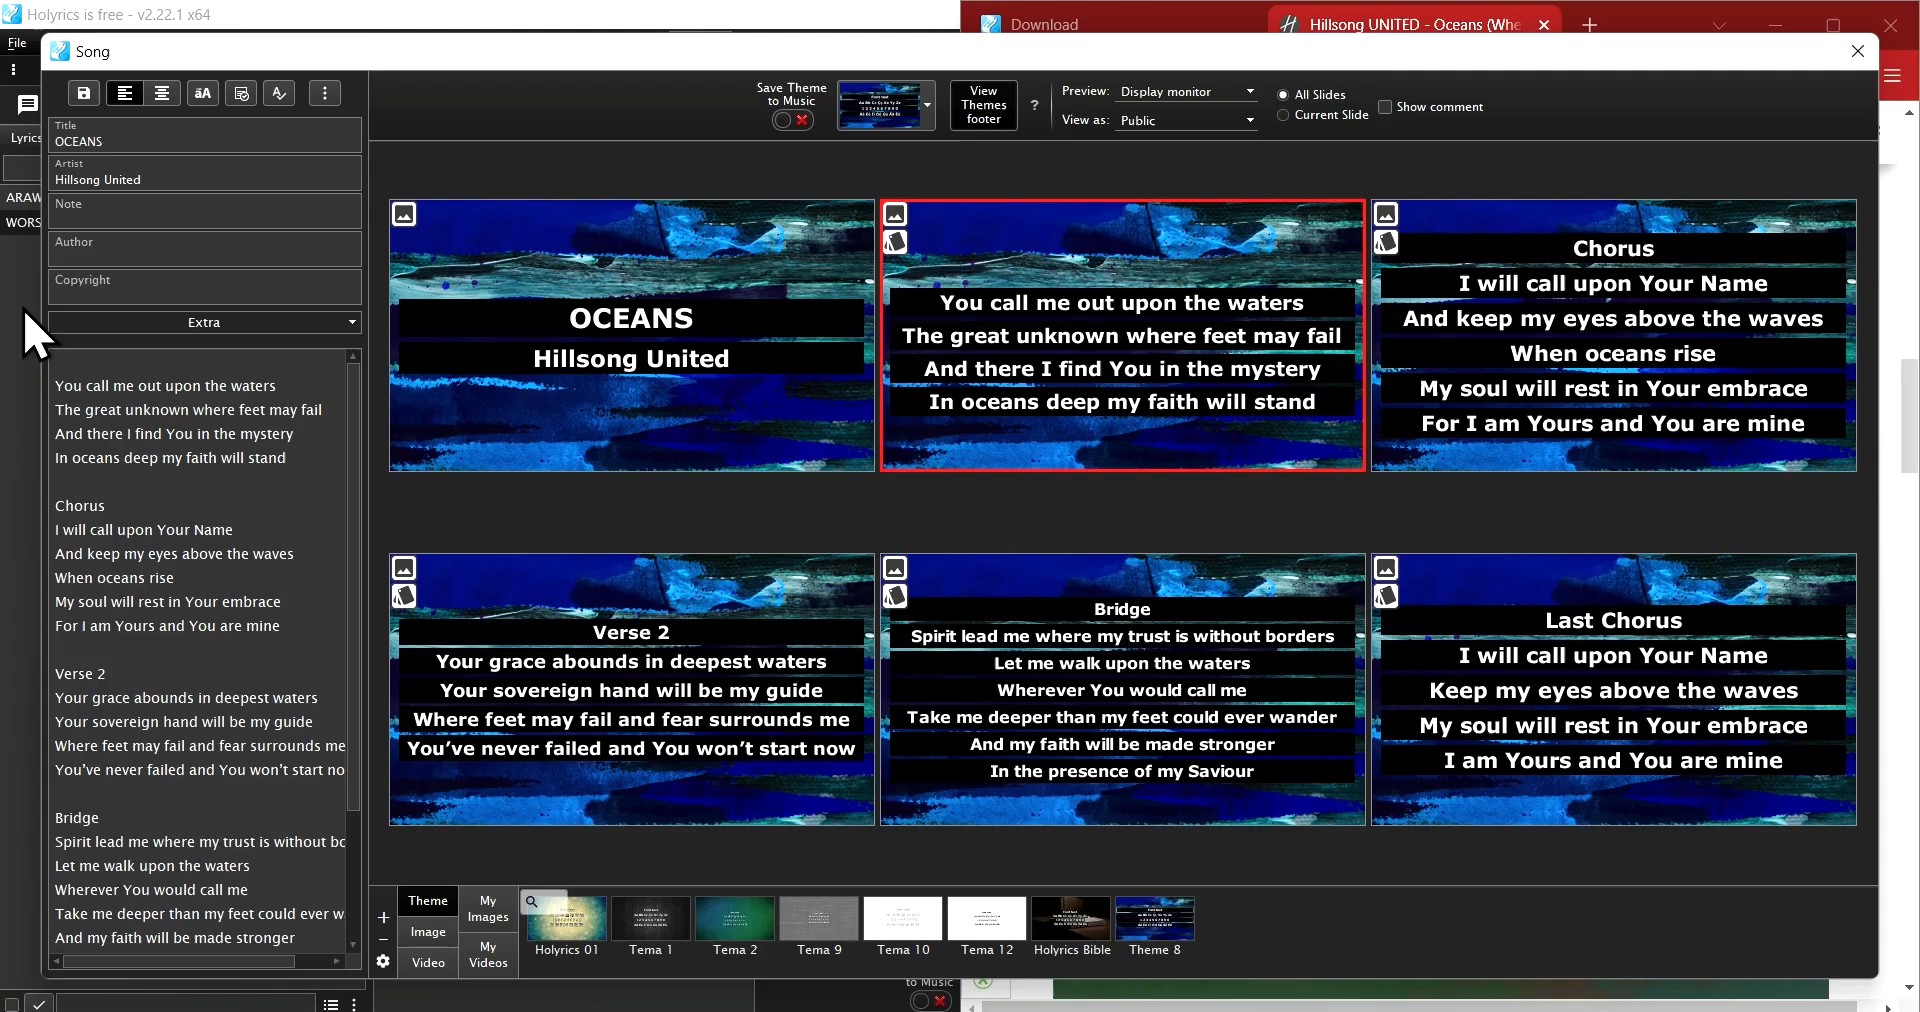 Holyrics is free - v2.22.1 x64
Download
Hillsong UNITED - Oceans (Whe
File
Song
Lyrics
ARAW
WORS
āA
Title
OCEANS
Artist
Hillsong United
Note
Author
Copyright
Extra
You call me out upon the waters
The great unknown where feet may fail
And there I find You in the mystery
In oceans deep my faith will stand
Chorus
I will call upon Your Name
And keep my eyes above the waves
When oceans rise
My soul will rest in Your embrace
For I am Yours and You are mine
Verse 2
Your grace abounds in deepest waters
Your sovereign hand will be my guide
Where feet may fail and fear surrounds me
You've never failed and You won't start no
Bridge
Spirit lead me where my trust is without bo
Let me walk upon the waters
Wherever You would call me
Take me deeper than my feet could ever w
And my faith will be made stronger
Save Theme
to Music
View
Themes
footer
?
Preview: Display monitor
View as: Public
All Slides
Current Slide
Show comment
OCEANS
Hillsong United
You call me out upon the waters
The great unknown where feet may fail
And there I find You in the mystery
In oceans deep my faith will stand
Chorus
I will call upon Your Name
And keep my eyes above the waves
When oceans rise
My soul will rest in Your embrace
For I am Yours and You are mine
Verse 2
Your grace abounds in deepest waters
Your sovereign hand will be my guide
Where feet may fail and fear surrounds me
You've never failed and You won't start now
Bridge
Spirit lead me where my trust is without borders
Let me walk upon the waters
Wherever You would call me
Take me deeper than my feet could ever wander
And my faith will be made stronger
In the presence of my Saviour
Last Chorus
I will call upon Your Name
Keep my eyes above the waves
My soul will rest in Your embrace
I am Yours and You are mine
Theme
Image
Video
My
Images
My
Videos
Holyrics 01
Tema 1
Tema 2
Tema 9
Tema 10
Tema 12
Holyrics Bible
Theme 8
to Music